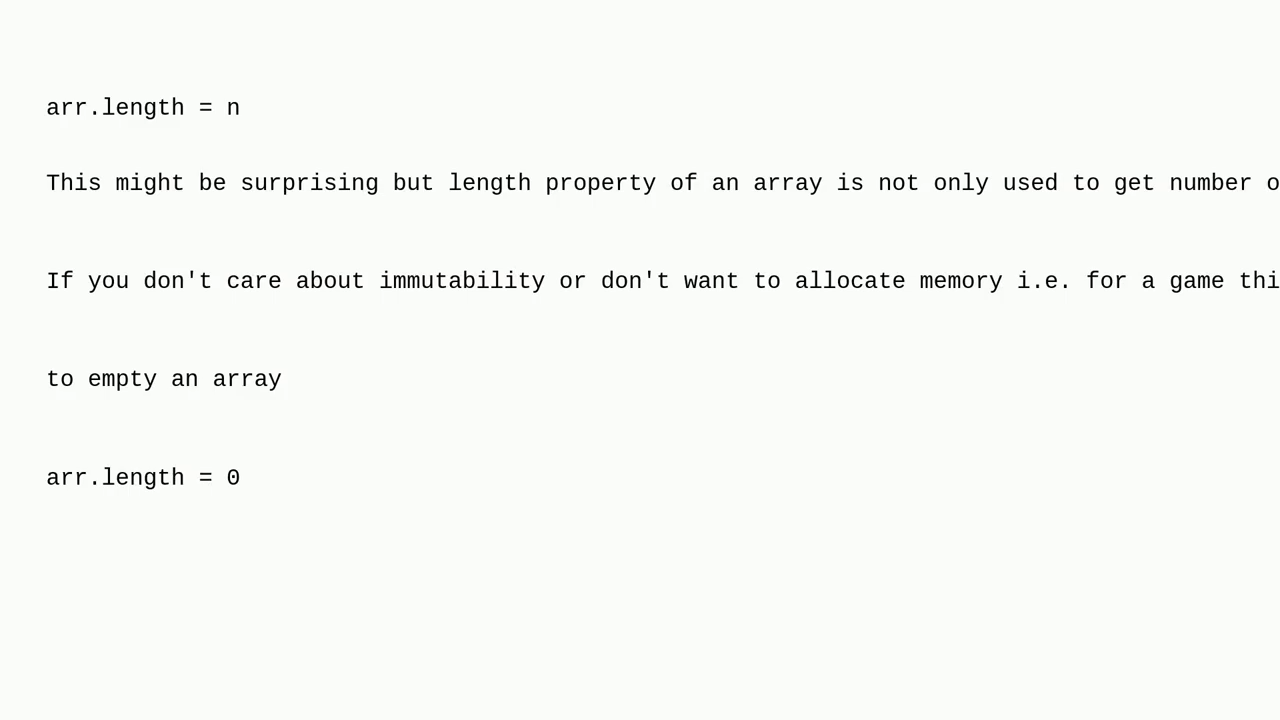 arr.length = n
This might be surprising but length property of an array is not only used to get number
If you don't care about immutability or don't want to allocate memory i.e. for a game
to empty an array
arr.length = 0